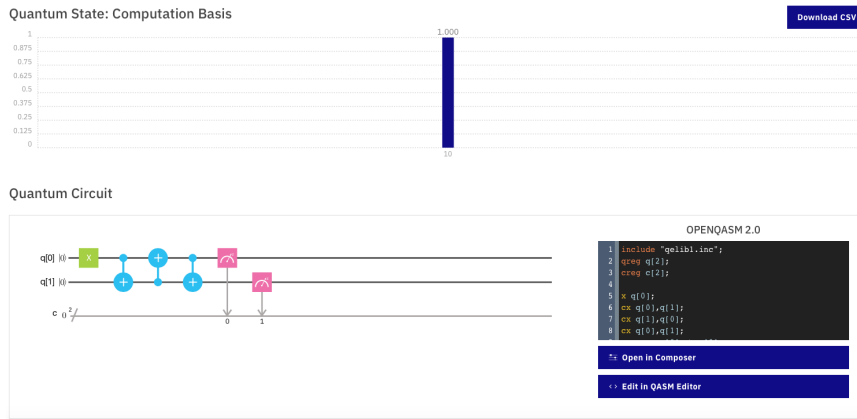 Quantum State: Computation Basis
Download CSV
1.000
1
0.875
0.75
0.625
0.5
0.375
0.25
0.125
0
10
Quantum Circuit
OPENQASM 2.0
q[0] |0⟩ X
q[1] |0⟩
c 0 2
0 1
1 include "qelib1.inc";
2 qreg q[2];
3 creg c[2];
4
5 x q[0];
6 cx q[0],q[1];
7 cx q[1],q[0];
8 cx q[0],q[1];
Open in Composer
Edit in QASM Editor